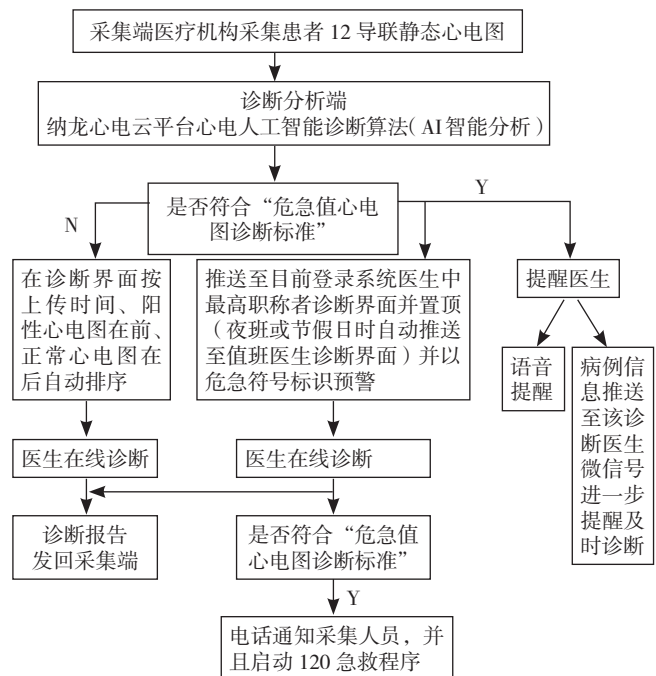 采集端医疗机构采集患者 12 导联静态心电图
诊断分析端
纳龙心电云平台心电人工智能诊断算法(AI 智能分析)
Y
是否符合“危急值心电
图诊断标准”
N
在诊断界面按
上传时间、阳
性心电图在前、
正常心电图在
后自动排序
推送至目前登录系统医生中
最高职称者诊断界面并置顶
(夜班或节假日时自动推送
至值班医生诊断界面)并以
危急符号标识预警
提醒医生
语音
提醒
病例信
息推送
至该诊
断医生
微信号
进一步
提醒及
时诊断
医生在线诊断
医生在线诊断
诊断报告
发回采集端
是否符合“危急值
心电图诊断标准”
Y
电话通知采集人员，并
且启动 120 急救程序